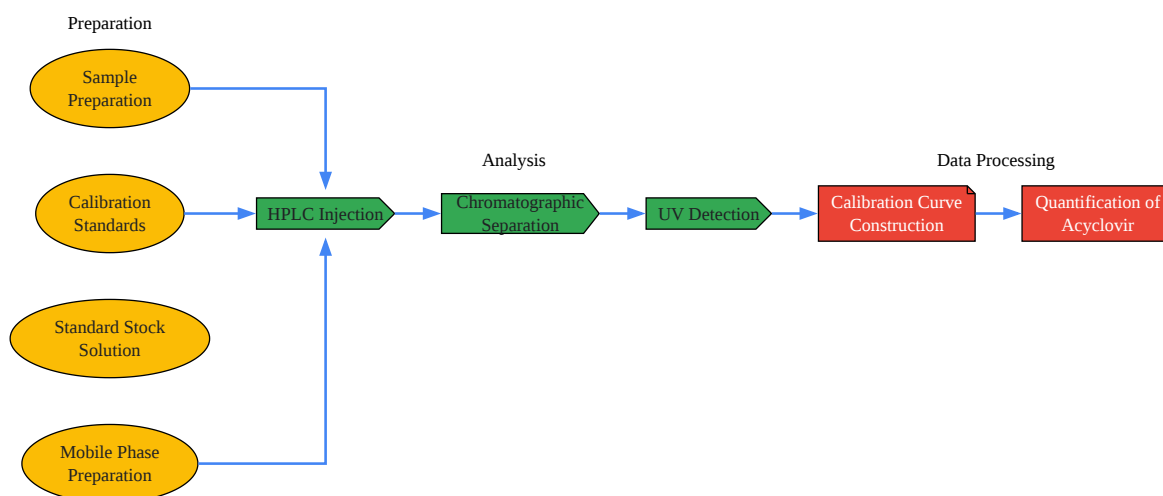 Preparation
Sample
Preparation
Calibration
Standards
Standard Stock
Solution
Mobile Phase
Preparation
Analysis
HPLC Injection
Chromatographic
Separation
UV Detection
Data Processing
Calibration Curve
Construction
Quantification of
Acyclovir